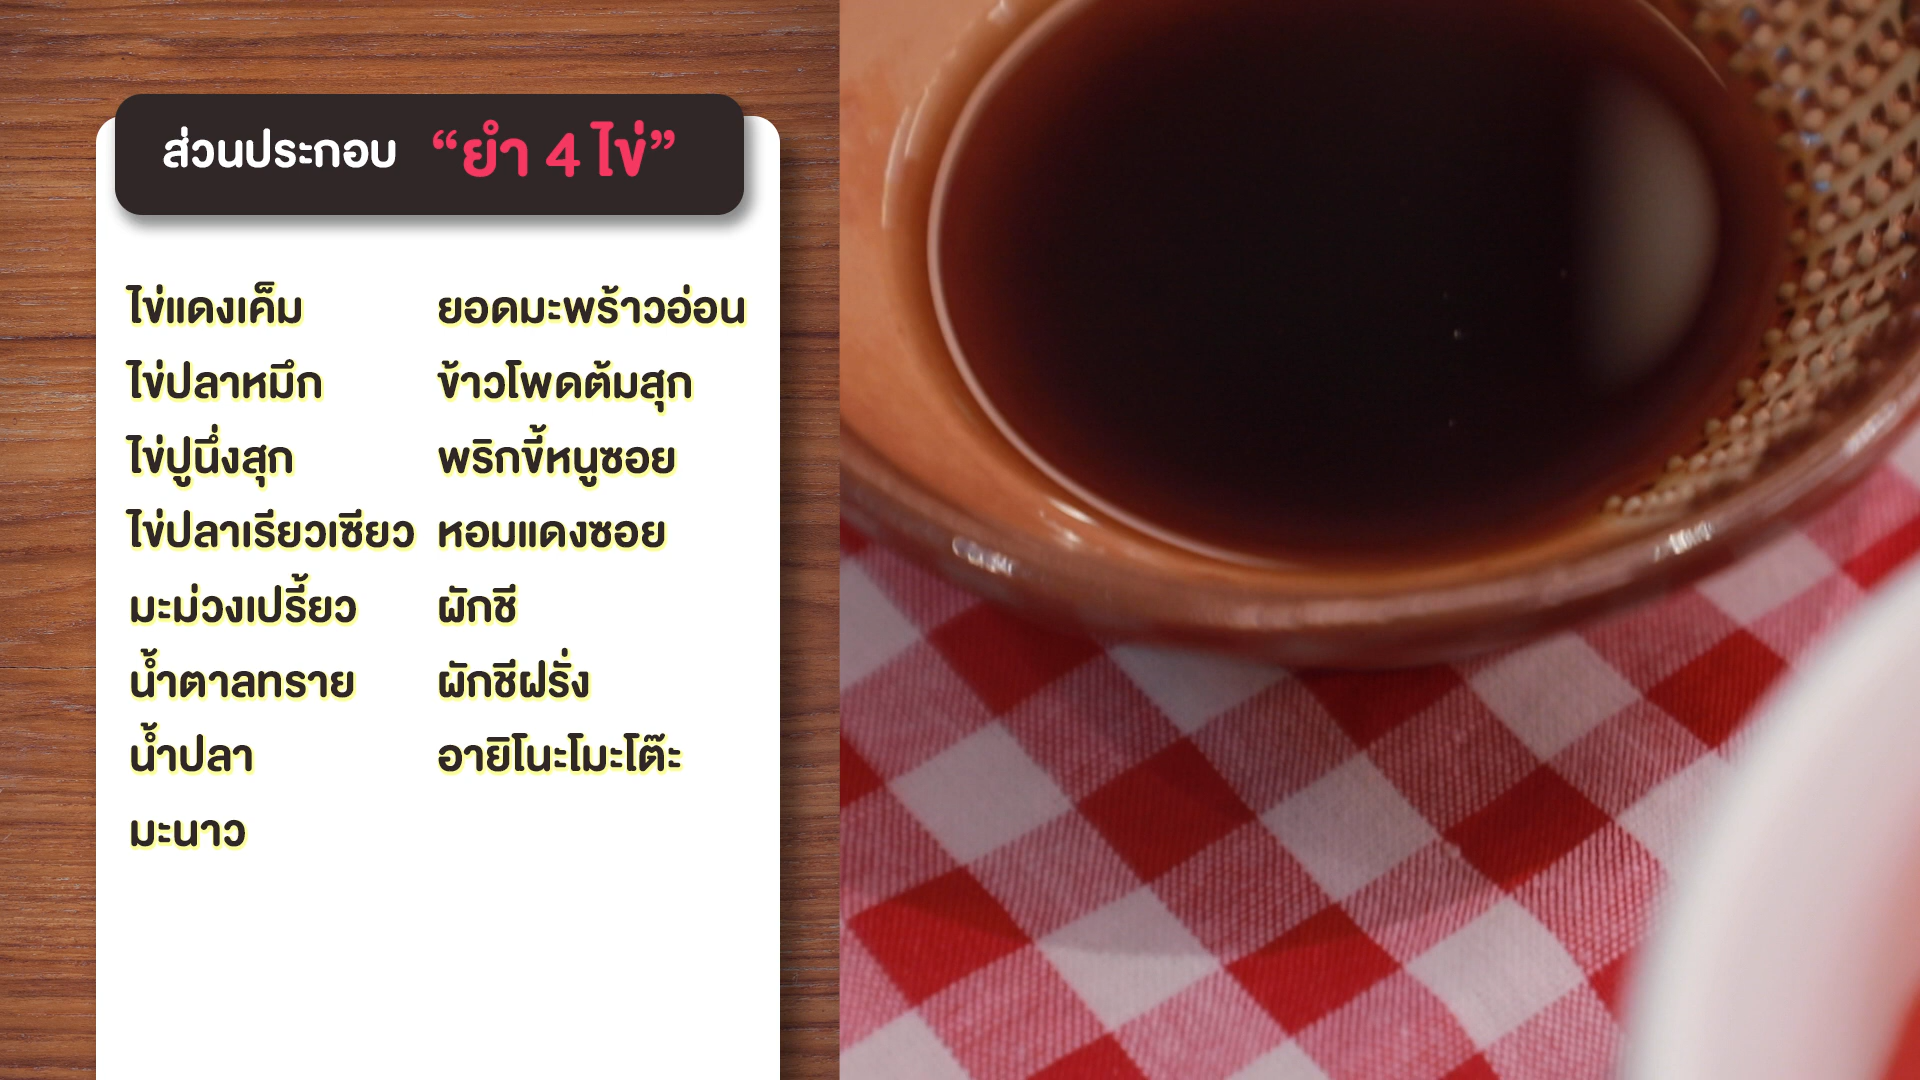 ส่วนประกอบ “ยำ 4 ไข่”
ไข่แดงเค็ม
ไข่ปลาหมึก
ไข่ปูนึ่งสุก
ไข่ปลาเรียวเซียว
มะม่วงเปรี้ยว
น้ำตาลทราย
น้ำปลา
มะนาว
ยอดมะพร้าวอ่อน
ข้าวโพดต้มสุก
พริกขี้หนูซอย
หอมแดงซอย
ผักชี
ผักชีฝรั่ง
อายิโนะโมะโต๊ะ